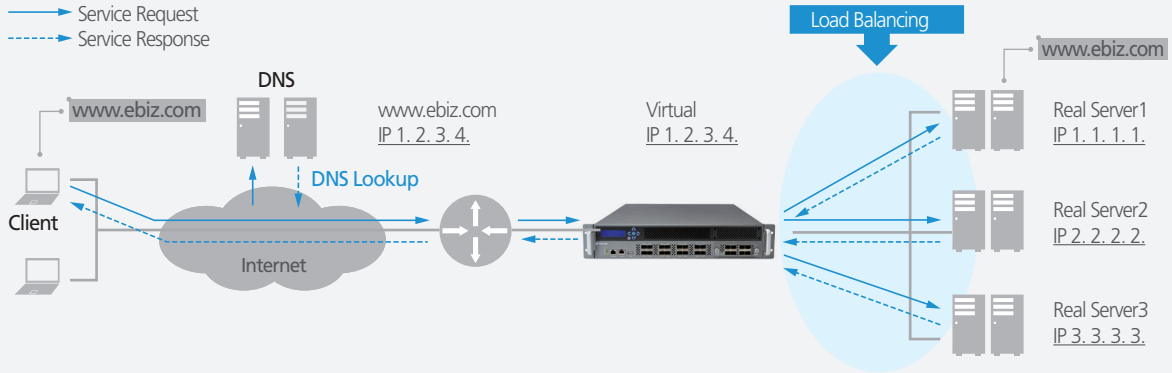 Service Request
Service Response
Load Balancing
www.ebiz.com
DNS
www.ebiz.com
www.ebiz.com
IP 1. 2. 3. 4.
Virtual
IP 1. 2. 3. 4.
Real Server1
IP 1. 1. 1. 1.
DNS Lookup
Client
Real Server2
IP 2. 2. 2. 2.
Internet
Real Server3
IP 3. 3. 3. 3.